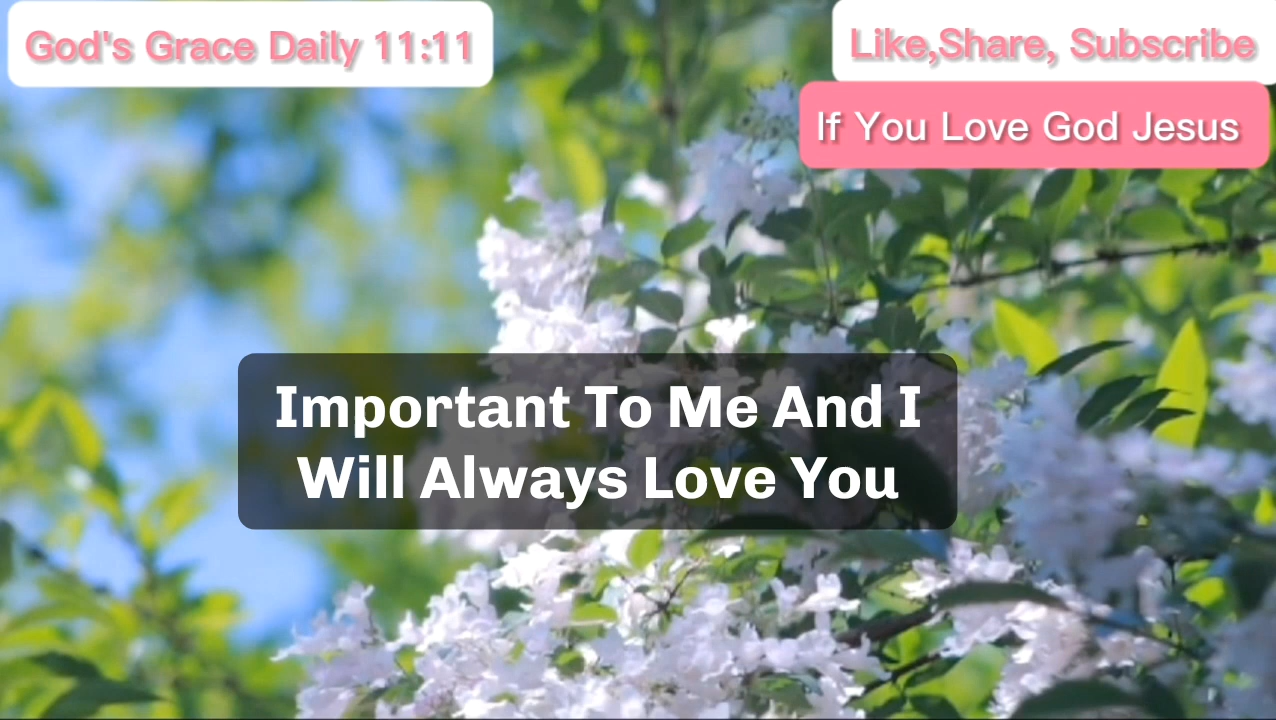 God's Grace Daily 11:11
Like,Share, Subscribe
If You Love God Jesus
Important To Me And I
Will Always Love You